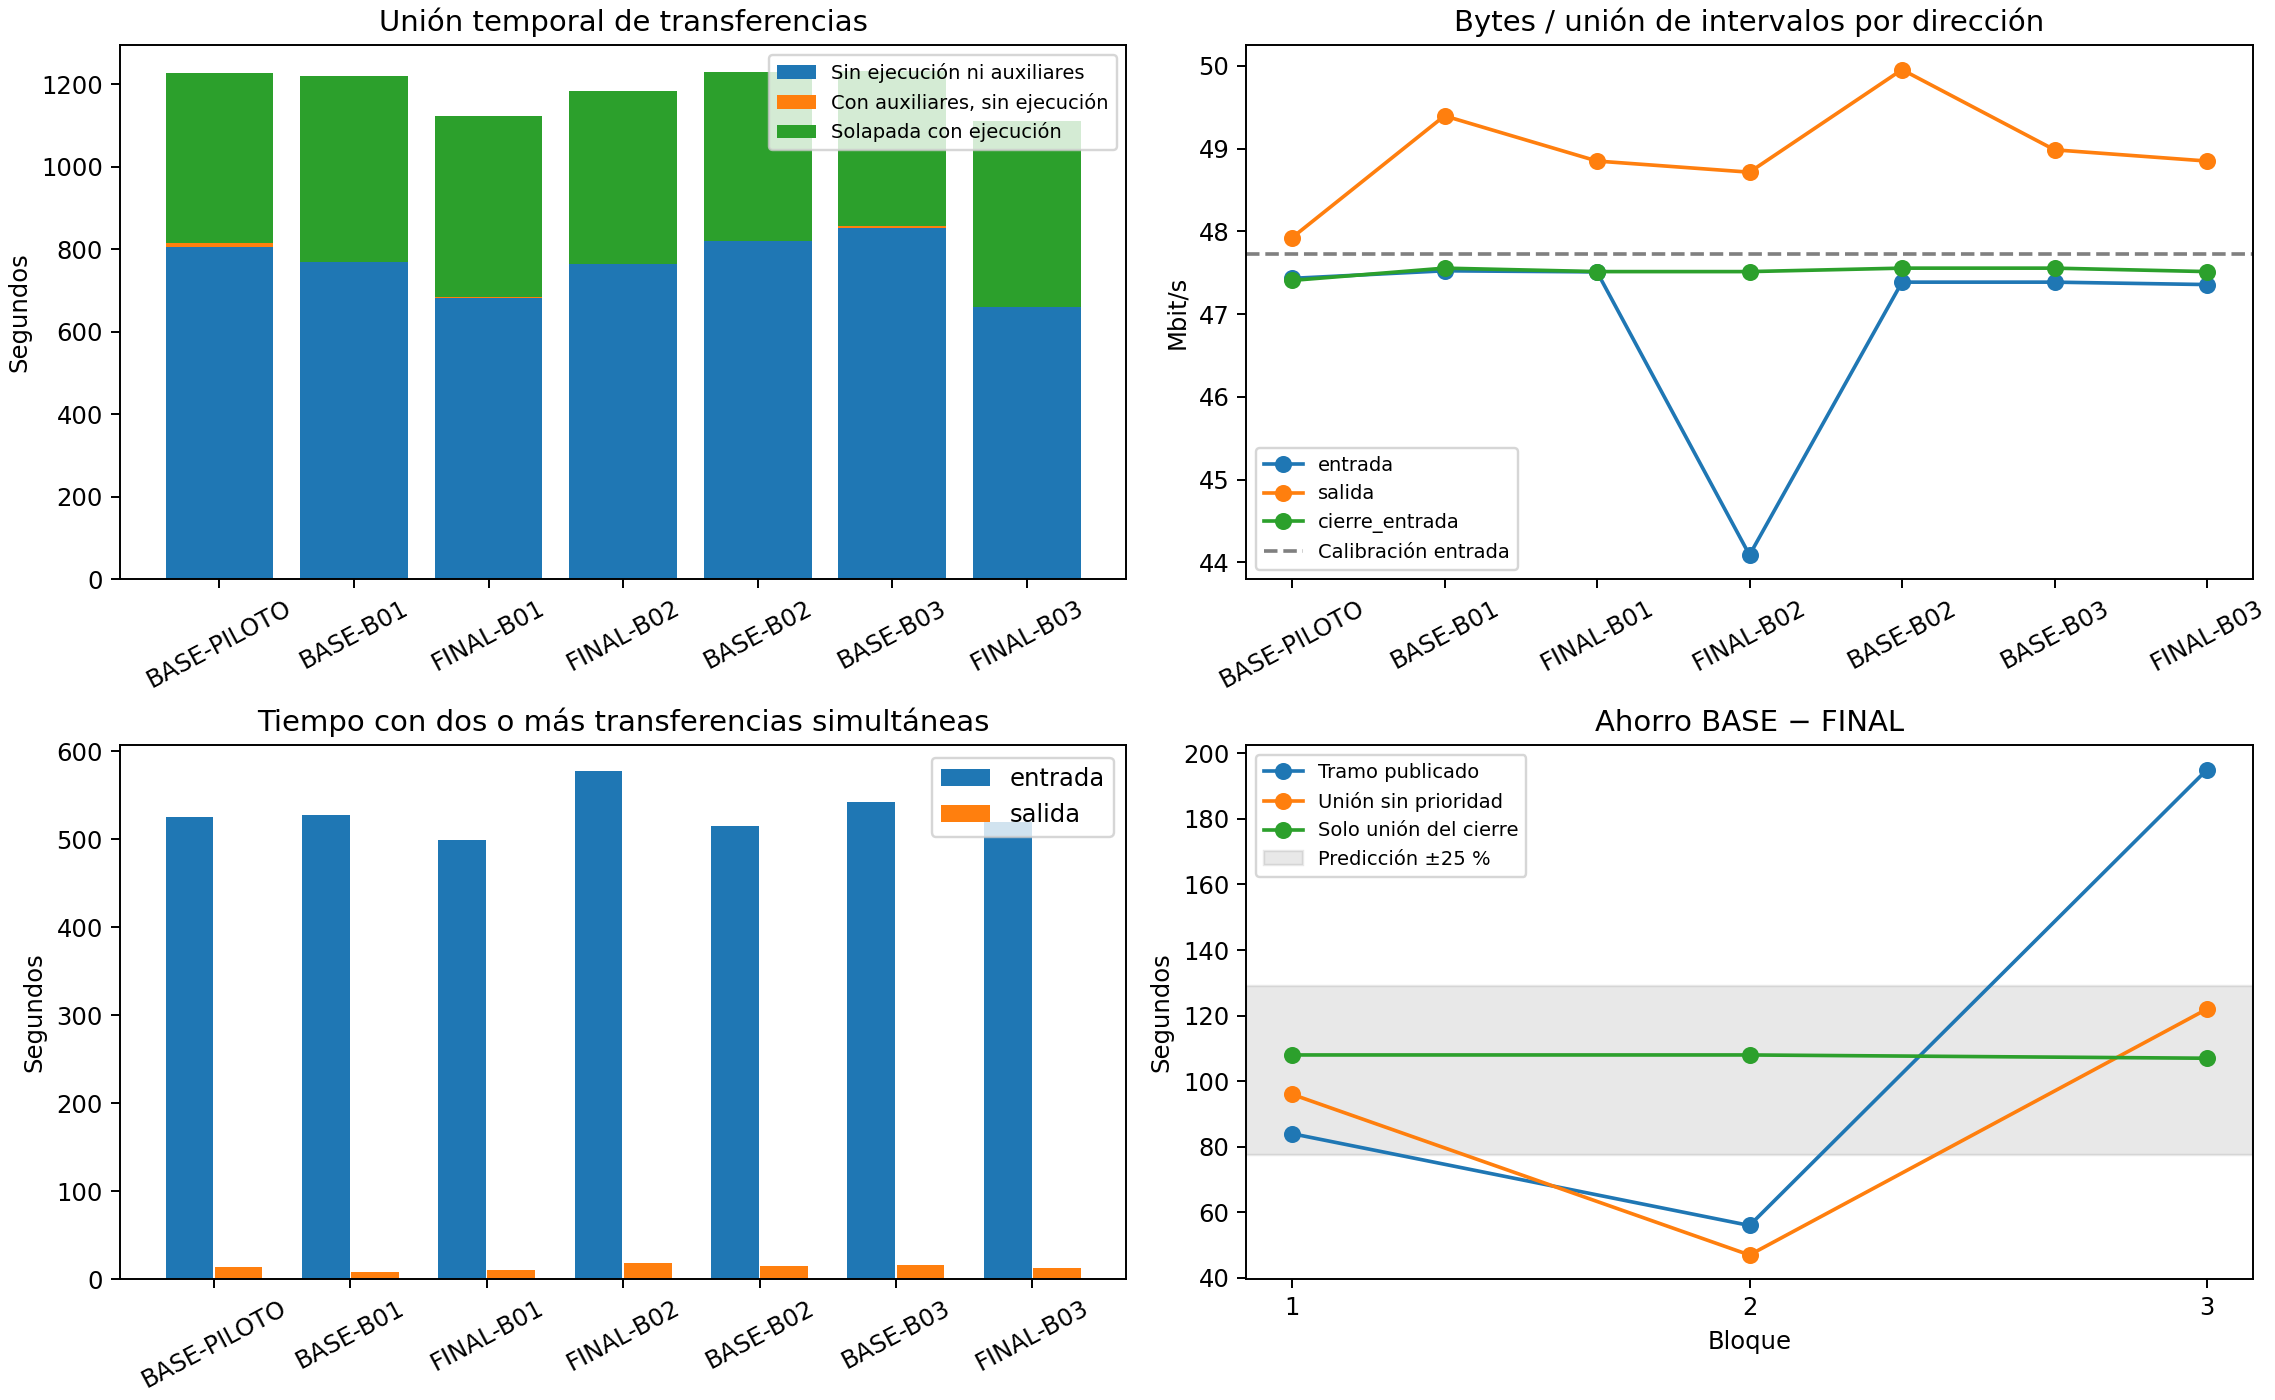 Unión temporal de transferencias
Segundos
1200
1000
800
600
400
200
0
Sin ejecución ni auxiliares
Con auxiliares, sin ejecución
Solapada con ejecución
BASE-PILOTO
BASE-B01
FINAL-B01
FINAL-B02
BASE-B02
BASE-B03
FINAL-B03
Bytes / unión de intervalos por dirección
Mbit/s
50
49
48
47
46
45
44
entrada
salida
cierre_entrada
Calibración entrada
BASE-PILOTO
BASE-B01
FINAL-B01
FINAL-B02
BASE-B02
BASE-B03
FINAL-B03
Tiempo con dos o más transferencias simultáneas
Segundos
600
500
400
300
200
100
0
entrada
salida
BASE-PILOTO
BASE-B01
FINAL-B01
FINAL-B02
BASE-B02
BASE-B03
FINAL-B03
Ahorro BASE − FINAL
Segundos
200
180
160
140
120
100
80
60
40
Tramo publicado
Unión sin prioridad
Solo unión del cierre
Predicción ±25 %
1
2
3
Bloque